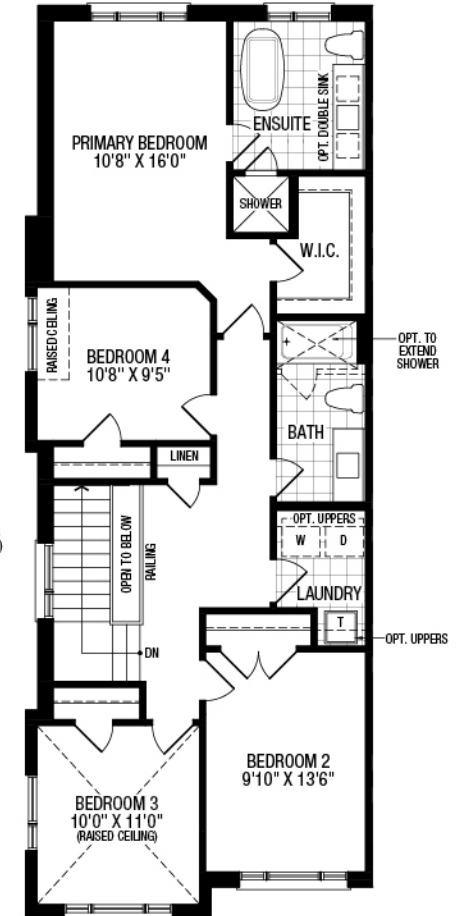 PRIMARY BEDROOM
10'8" X 16'0"
ENSUITE
OPT. DOUBLE SINK
SHOWER
W.I.C.
RAISED CEILING
BEDROOM 4
10'8" X 9'5"
OPT. TO
EXTEND
SHOWER
BATH
LINEN
OPT. UPPERS
W
D
LAUNDRY
OPEN TO BELOW
RAILING
)
T
OPT. UPPERS
DN
BEDROOM 2
9'10" X 13'6"
BEDROOM 3
10'0" X 11'0"
(RAISED CEILING)